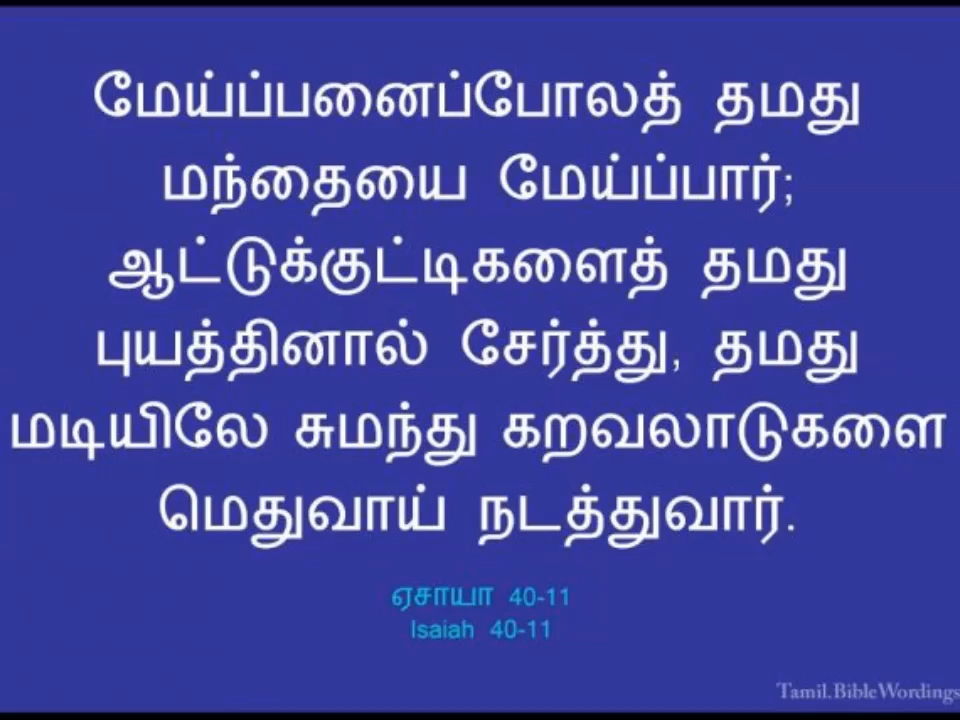 மேய்ப்பனைப்போலத் தமது
மந்தையை மேய்ப்பார்;
ஆட்டுக்குட்டிகளைத் தமது
புயத்தினால் சேர்த்து, தமது
மடியிலே சுமந்து கறவலாடுகளை
மெதுவாய் நடத்துவார்.
ஏசாயா 40-11
Isaiah 40-11
Tamil.BibleWordings